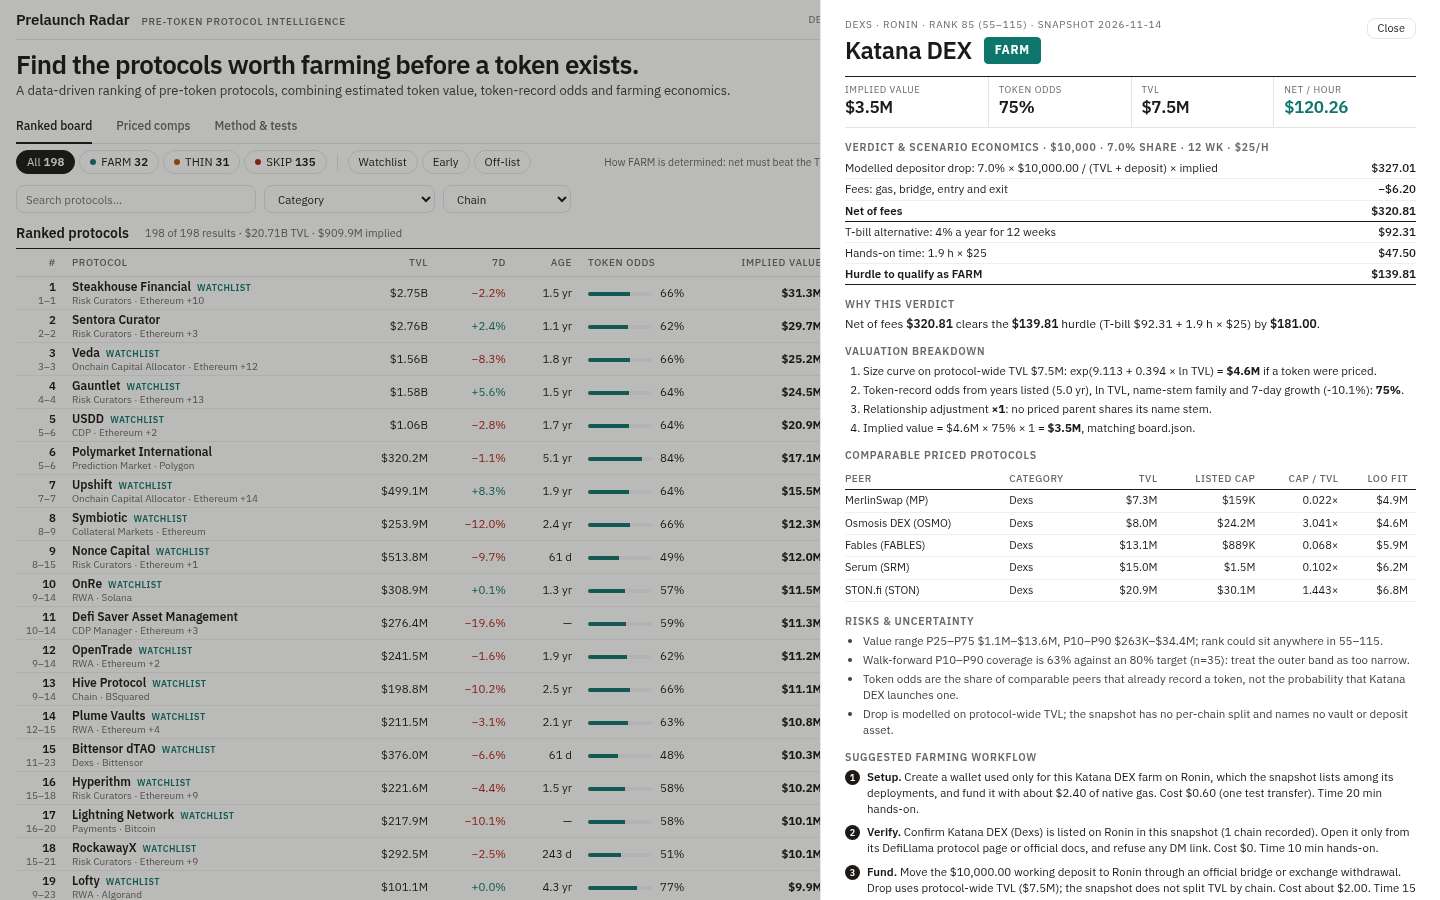 Prelaunch Radar PRE-TOKEN PROTOCOL INTELLIGENCE DE
Find the protocols worth farming before a token exists.
A data-driven ranking of pre-token protocols, combining estimated token value, token-record odds and farming economics.
Ranked board Priced comps Method & tests
All 198 FARM 32 THIN 31 SKIP 135 Watchlist Early Off-list How FARM is determined: net must beat the T
Search protocols... Category Chain
Ranked protocols 198 of 198 results · $20.71B TVL · $909.9M implied
# PROTOCOL TVL 7D AGE TOKEN ODDS IMPLIED VALUE
1 Steakhouse Financial WATCHLIST $2.75B −2.2% 1.5 yr 66% $31.3M
1–1 Risk Curators · Ethereum +10
2 Sentora Curator $2.76B +2.4% 1.1 yr 62% $29.7M
2–2 Risk Curators · Ethereum +3
3 Veda WATCHLIST $1.56B −8.3% 1.8 yr 66% $25.2M
3–3 Onchain Capital Allocator · Ethereum +12
4 Gauntlet WATCHLIST $1.58B +5.6% 1.5 yr 64% $24.5M
4–4 Risk Curators · Ethereum +13
5 USDD WATCHLIST $1.06B −2.8% 1.7 yr 64% $20.9M
5–6 CDP · Ethereum +2
6 Polymarket International $320.2M −1.1% 5.1 yr 84% $17.1M
5–6 Prediction Market · Polygon
7 Upshift WATCHLIST $499.1M +8.3% 1.9 yr 64% $15.5M
7–7 Onchain Capital Allocator · Ethereum +14
8 Symbiotic WATCHLIST $253.9M −12.0% 2.4 yr 66% $12.3M
8–9 Collateral Markets · Ethereum
9 Nonce Capital WATCHLIST $513.8M −9.7% 61 d 49% $12.0M
8–15 Risk Curators · Ethereum +1
10 OnRe WATCHLIST $308.9M +0.1% 1.3 yr 57% $11.5M
9–14 RWA · Solana
11 Defi Saver Asset Management $276.4M −19.6% — 59% $11.3M
10–14 CDP Manager · Ethereum +3
12 OpenTrade WATCHLIST $241.5M −1.6% 1.9 yr 62% $11.2M
9–14 RWA · Ethereum +2
13 Hive Protocol WATCHLIST $198.8M −10.2% 2.5 yr 66% $11.1M
9–14 Chain · BSquared
14 Plume Vaults WATCHLIST $211.5M −3.1% 2.1 yr 63% $10.8M
12–15 RWA · Ethereum +4
15 Bittensor dTAO WATCHLIST $376.0M −6.6% 61 d 48% $10.3M
11–23 Dexs · Bittensor
16 Hyperithm WATCHLIST $221.6M −4.4% 1.5 yr 58% $10.2M
15–18 Risk Curators · Ethereum +9
17 Lightning Network WATCHLIST $217.9M −10.1% — 58% $10.1M
16–20 Payments · Bitcoin
18 RockawayX WATCHLIST $292.5M −2.5% 243 d 51% $10.1M
15–21 Risk Curators · Ethereum +9
19 Lofty WATCHLIST $101.1M +0.0% 4.3 yr 77% $9.9M
9–23 RWA · Algorand
DEXS · RONIN · RANK 85 (55–115) · SNAPSHOT 2026-11-14
Close
Katana DEX FARM
IMPLIED VALUE TOKEN ODDS TVL NET / HOUR
$3.5M 75% $7.5M $120.26
VERDICT & SCENARIO ECONOMICS · $10,000 · 7.0% SHARE · 12 WK · $25/H
Modelled depositor drop: 7.0% × $10,000.00 / (TVL + deposit) × implied $327.01
Fees: gas, bridge, entry and exit −$6.20
Net of fees $320.81
T-bill alternative: 4% a year for 12 weeks $92.31
Hands-on time: 1.9 h × $25 $47.50
Hurdle to qualify as FARM $139.81
WHY THIS VERDICT
Net of fees $320.81 clears the $139.81 hurdle (T-bill $92.31 + 1.9 h × $25) by $181.00.
VALUATION BREAKDOWN
1. Size curve on protocol-wide TVL $7.5M: exp(9.113 + 0.394 × ln TVL) = $4.6M if a token were priced.
2. Token-record odds from years listed (5.0 yr), ln TVL, name-stem family and 7-day growth (-10.1%): 75%.
3. Relationship adjustment ×1: no priced parent shares its name stem.
4. Implied value = $4.6M × 75% × 1 = $3.5M, matching board.json.
COMPARABLE PRICED PROTOCOLS
PEER CATEGORY TVL LISTED CAP CAP / TVL LOO FIT
MerlinSwap (MP) Dexs $7.3M $159K 0.022× $4.9M
Osmosis DEX (OSMO) Dexs $8.0M $24.2M 3.041× $4.6M
Fables (FABLES) Dexs $13.1M $889K 0.068× $5.9M
Serum (SRM) Dexs $15.0M $1.5M 0.102× $6.2M
STON.fi (STON) Dexs $20.9M $30.1M 1.443× $6.8M
RISKS & UNCERTAINTY
• Value range P25–P75 $1.1M–$13.6M, P10–P90 $263K–$34.4M; rank could sit anywhere in 55–115.
• Walk-forward P10–P90 coverage is 63% against an 80% target (n=35): treat the outer band as too narrow.
• Token odds are the share of comparable peers that already record a token, not the probability that Katana
DEX launches one.
• Drop is modelled on protocol-wide TVL; the snapshot has no per-chain split and names no vault or deposit
asset.
SUGGESTED FARMING WORKFLOW
1 Setup. Create a wallet used only for this Katana DEX farm on Ronin, which the snapshot lists among its
deployments, and fund it with about $2.40 of native gas. Cost $0.60 (one test transfer). Time 20 min
hands-on.
2 Verify. Confirm Katana DEX (Dexs) is listed on Ronin in this snapshot (1 chain recorded). Open it only from
its DefiLlama protocol page or official docs, and refuse any DM link. Cost $0. Time 10 min hands-on.
3 Fund. Move the $10,000.00 working deposit to Ronin through an official bridge or exchange withdrawal.
Drop uses protocol-wide TVL ($7.5M); the snapshot does not split TVL by chain. Cost about $2.00. Time 15